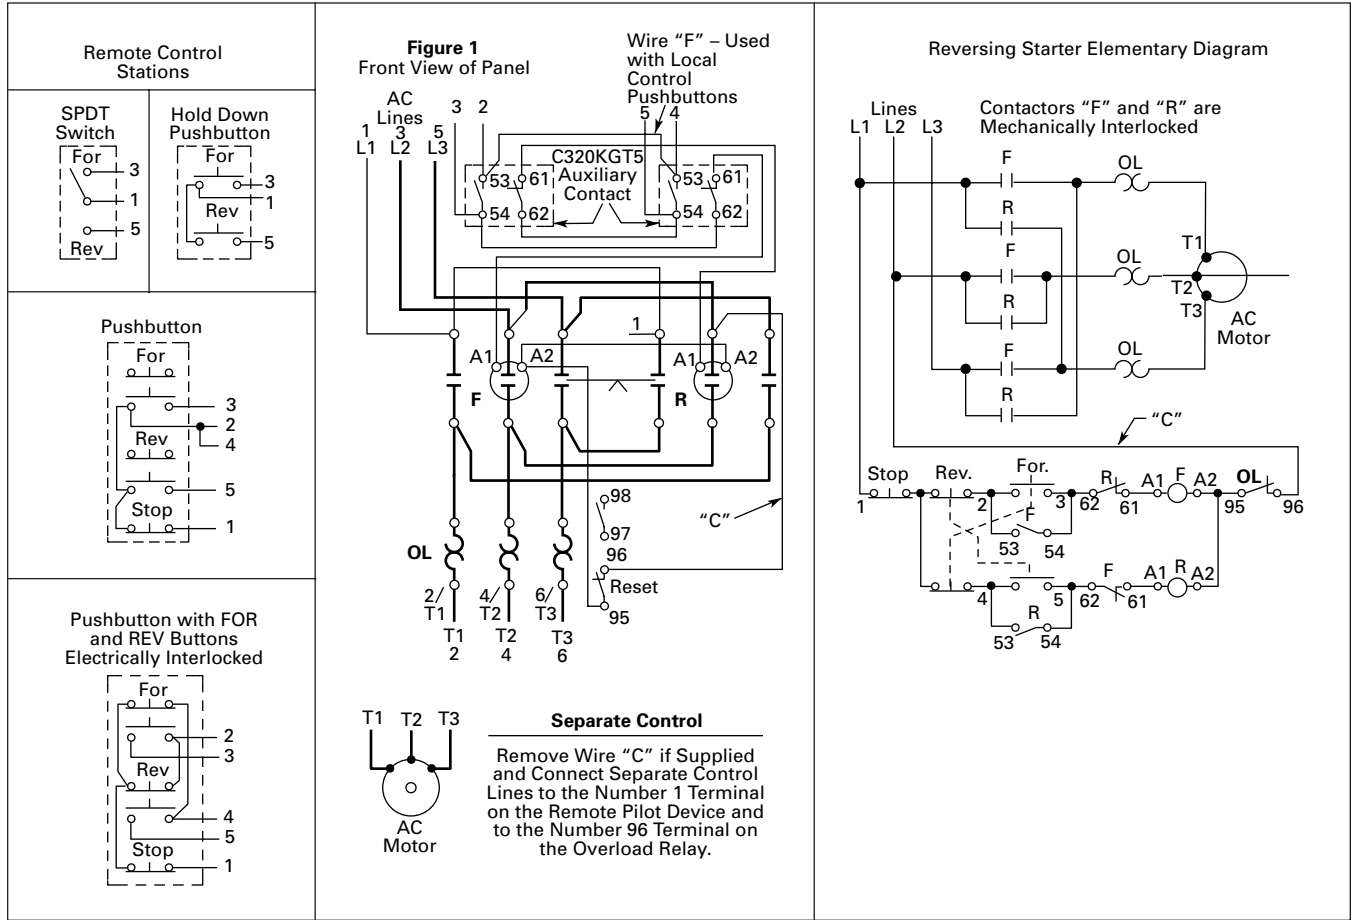 Remote Control
Stations
SPDT
Switch
For
3
1
5
Rev
Hold Down
Pushbutton
For
3
1
Rev
5
Pushbutton
For
3
2
Rev
4
5
Stop
1
Pushbutton with FOR
and REV Buttons
Electrically Interlocked
For
2
3
Rev
4
5
Stop
1
Figure 1
Front View of Panel
Wire “F” – Used
with Local
Control
Pushbuttons
AC
Lines
1 3 5
L1 L2 L3
3 2
5 4
C320KGT5
Auxiliary
Contact
53 61
54 62
53 61
54 62
1
A1 A2
F
A1 A2
R
“C”
98
97
96
Reset
95
OL
2/ 4/ 6/
T1 T2 T3
T1 T2 T3
2 4 6
T1 T2 T3
AC
Motor
Separate Control
Remove Wire “C” if Supplied
and Connect Separate Control
Lines to the Number 1 Terminal
on the Remote Pilot Device and
to the Number 96 Terminal on
the Overload Relay.
Reversing Starter Elementary Diagram
Lines
L1 L2 L3
Contactors “F” and “R” are
Mechanically Interlocked
F
OL
R
T1
F
OL
T2
R
T3
AC
Motor
F
OL
R
“C”
Stop Rev. For. R A1 F A2 OL
1 2 3 62 61 95 96
F
53 54
F A1 R A2
4 5 62 61
R
53 54